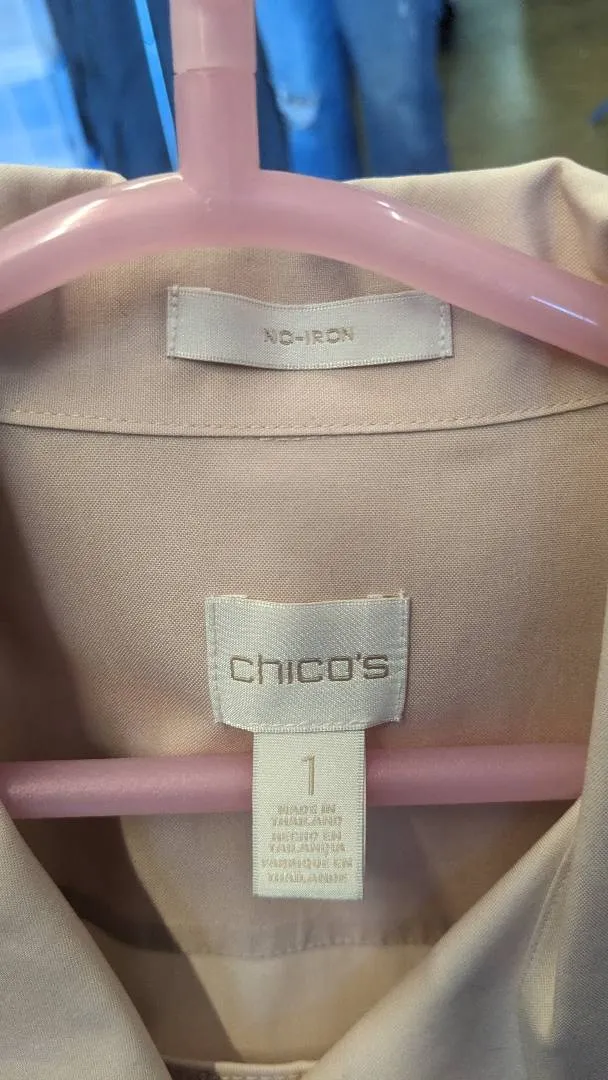 NO-IRON
chico's
1
MADE IN
THAILAND
HECHO EN
TAILANDIA
FABRIQUE EN
THAILANDE